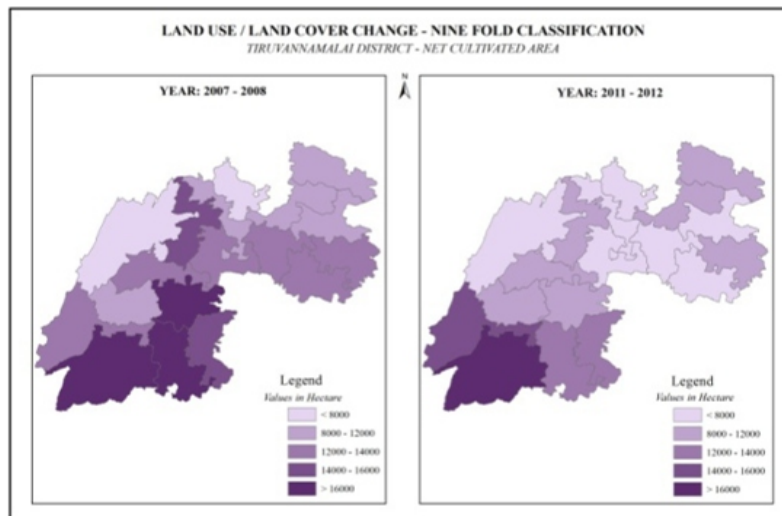 LAND USE / LAND COVER CHANGE - NINE FOLD CLASSIFICATION
TIRUVANNAMALAI DISTRICT - NET CULTIVATED AREA
YEAR: 2007 - 2008
N
YEAR: 2011 - 2012
Legend
Values in Hectare
< 8000
8000 - 12000
12000 - 14000
14000 - 16000
> 16000
Legend
Values in Hectare
< 8000
8000 - 12000
12000 - 14000
14000 - 16000
> 16000